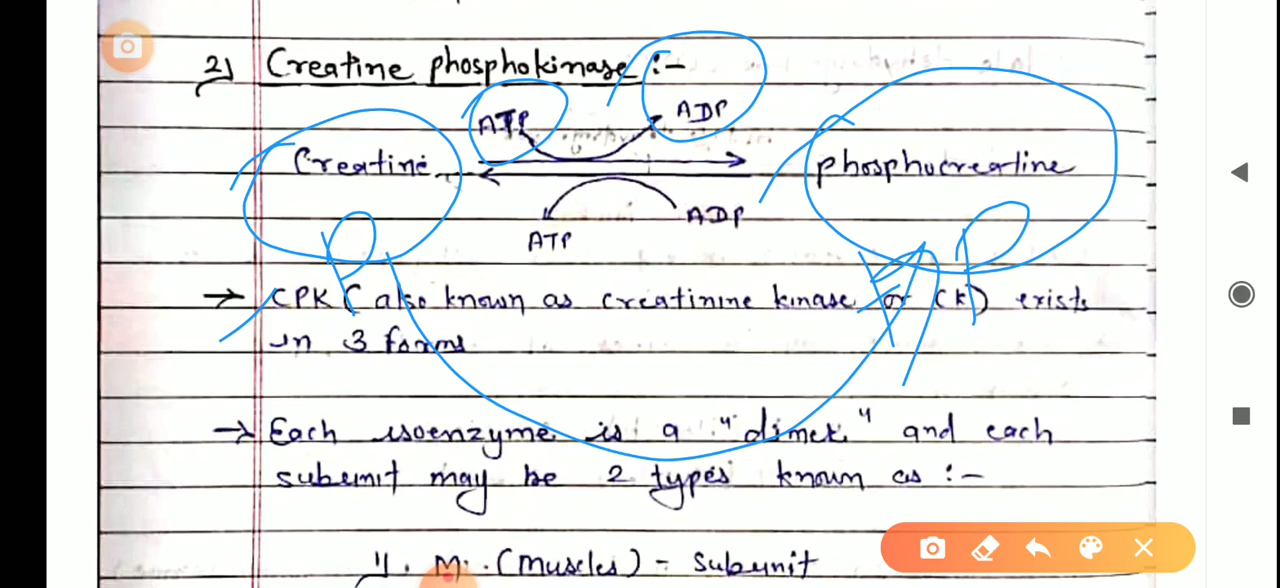 2) Creatine phosphokinase :-
ATP ADP
Creatine phosphocreatine
ADP
ATP
P P
→ CPK (also known as creatinine kinase or CK) exists
in 3 forms
→ Each isoenzyme is a "dimer" and each
subunit may be 2 types known as :-
1. M. (Muscles) - Subunit